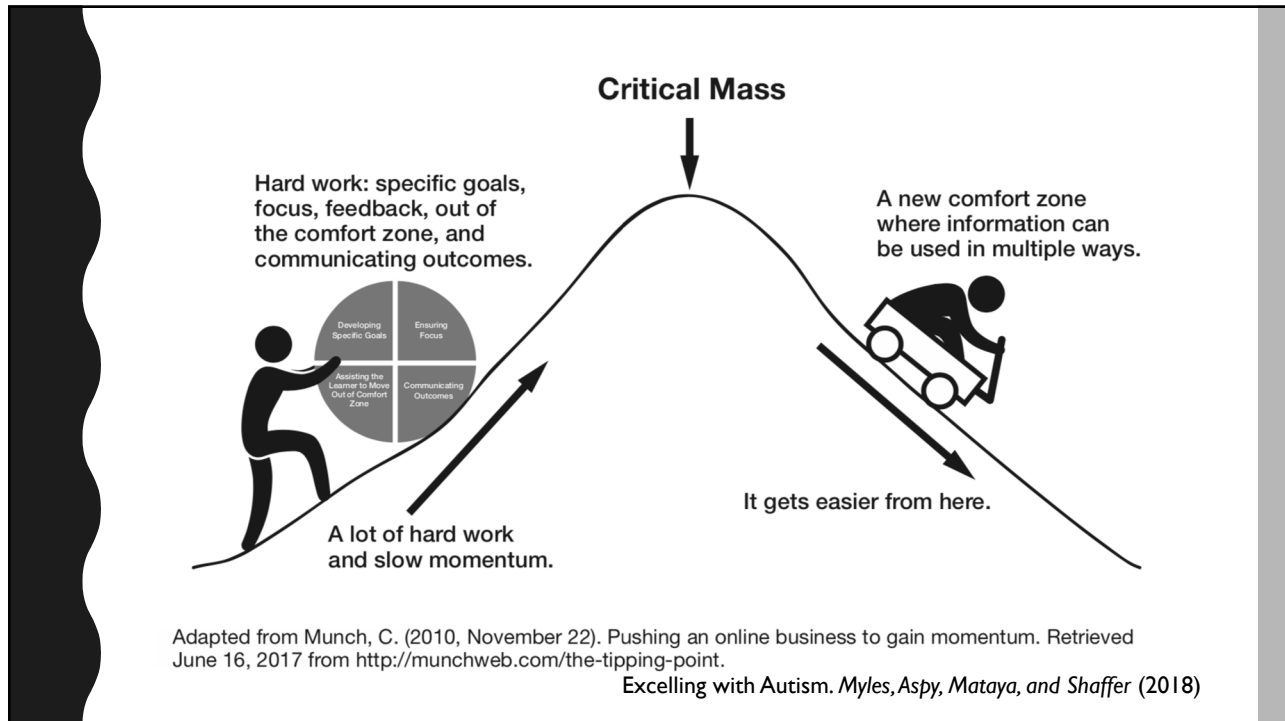 Critical Mass
Hard work: specific goals,
focus, feedback, out of
the comfort zone, and
communicating outcomes.
A new comfort zone
where information can
be used in multiple ways.
Developing
Specific Goals
Ensuring
Focus
Assisting the
Learner to Move
Out of Comfort
Zone
Communicating
Outcomes
It gets easier from here.
A lot of hard work
and slow momentum.
Adapted from Munch, C. (2010, November 22). Pushing an online business to gain momentum. Retrieved
June 16, 2017 from http://munchweb.com/the-tipping-point.
Excelling with Autism. Myles, Aspy, Mataya, and Shaffer (2018)